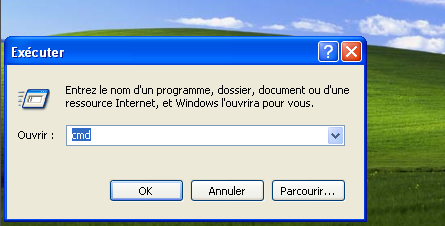 Exécuter
Entrez le nom d'un programme, dossier, document ou d'une
ressource Internet, et Windows l'ouvrira pour vous.
Ouvrir : cmd
OK Annuler Parcourir...